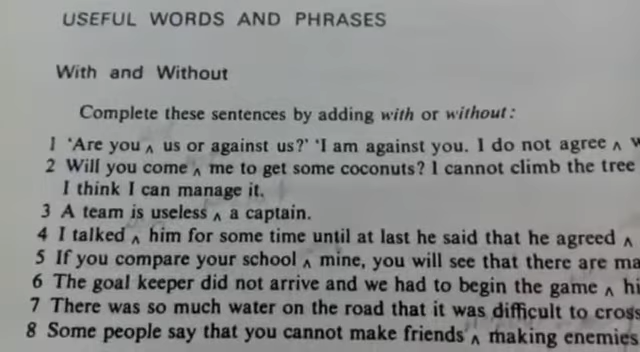 USEFUL WORDS AND PHRASES
With and Without
Complete these sentences by adding with or without:
1 'Are you ‸ us or against us?' 'I am against you. I do not agree ‸
2 Will you come ‸ me to get some coconuts? I cannot climb the tree
I think I can manage it.
3 A team is useless ‸ a captain.
4 I talked ‸ him for some time until at last he said that he agreed ‸
5 If you compare your school ‸ mine, you will see that there are ma
6 The goal keeper did not arrive and we had to begin the game ‸ hi
7 There was so much water on the road that it was difficult to cross
8 Some people say that you cannot make friends ‸ making enemies